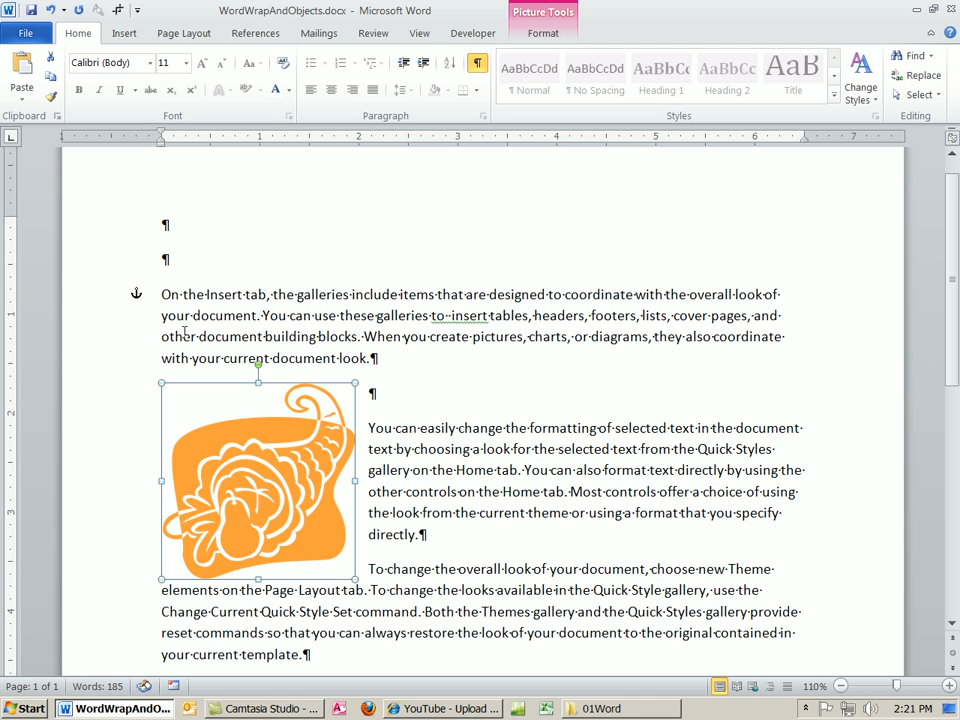 WordWrapAndObjects.docx - Microsoft Word
Picture Tools
File
Home
Insert
Page Layout
References
Mailings
Review
View
Developer
Format
Paste
Clipboard
Calibri (Body)
11
Font
Paragraph
AaBbCcDd
¶ Normal
AaBbCcDd
¶ No Spacing
AaBbCc
Heading 1
AaBbCc
Heading 2
AaB
Title
Styles
Change
Styles
Find
Replace
Select
Editing
1 1 2 3 4 5 6 7
¶
¶
On·the·Insert·tab,·the·galleries·include·items·that·are·designed·to·coordinate·with·the·overall·look·of·
your·document.·You·can·use·these·galleries·to··insert·tables,·headers,·footers,·lists,·cover·pages,·and·
other·document·building·blocks.·When·you·create·pictures,·charts,·or·diagrams,·they·also·coordinate·
with·your·current·document·look.¶
¶
You·can·easily·change·the·formatting·of·selected·text·in·the·document·
text·by·choosing·a·look·for·the·selected·text·from·the·Quick·Styles·
gallery·on·the·Home·tab.·You·can·also·format·text·directly·by·using·the·
other·controls·on·the·Home·tab.·Most·controls·offer·a·choice·of·using·
the·look·from·the·current·theme·or·using·a·format·that·you·specify·
directly.¶
To·change·the·overall·look·of·your·document,·choose·new·Theme·
elements·on·the·Page·Layout·tab.·To·change·the·looks·available·in·the·Quick·Style·gallery,·use·the·
Change·Current·Quick·Style·Set·command.·Both·the·Themes·gallery·and·the·Quick·Styles·gallery·provide·
reset·commands·so·that·you·can·always·restore·the·look·of·your·document·to·the·original·contained·in·
your·current·template.¶
Page: 1 of 1
Words: 185
110%
Start
WordWrapAndO...
Camtasia Studio - ...
YouTube - Upload ...
01Word
2:21 PM